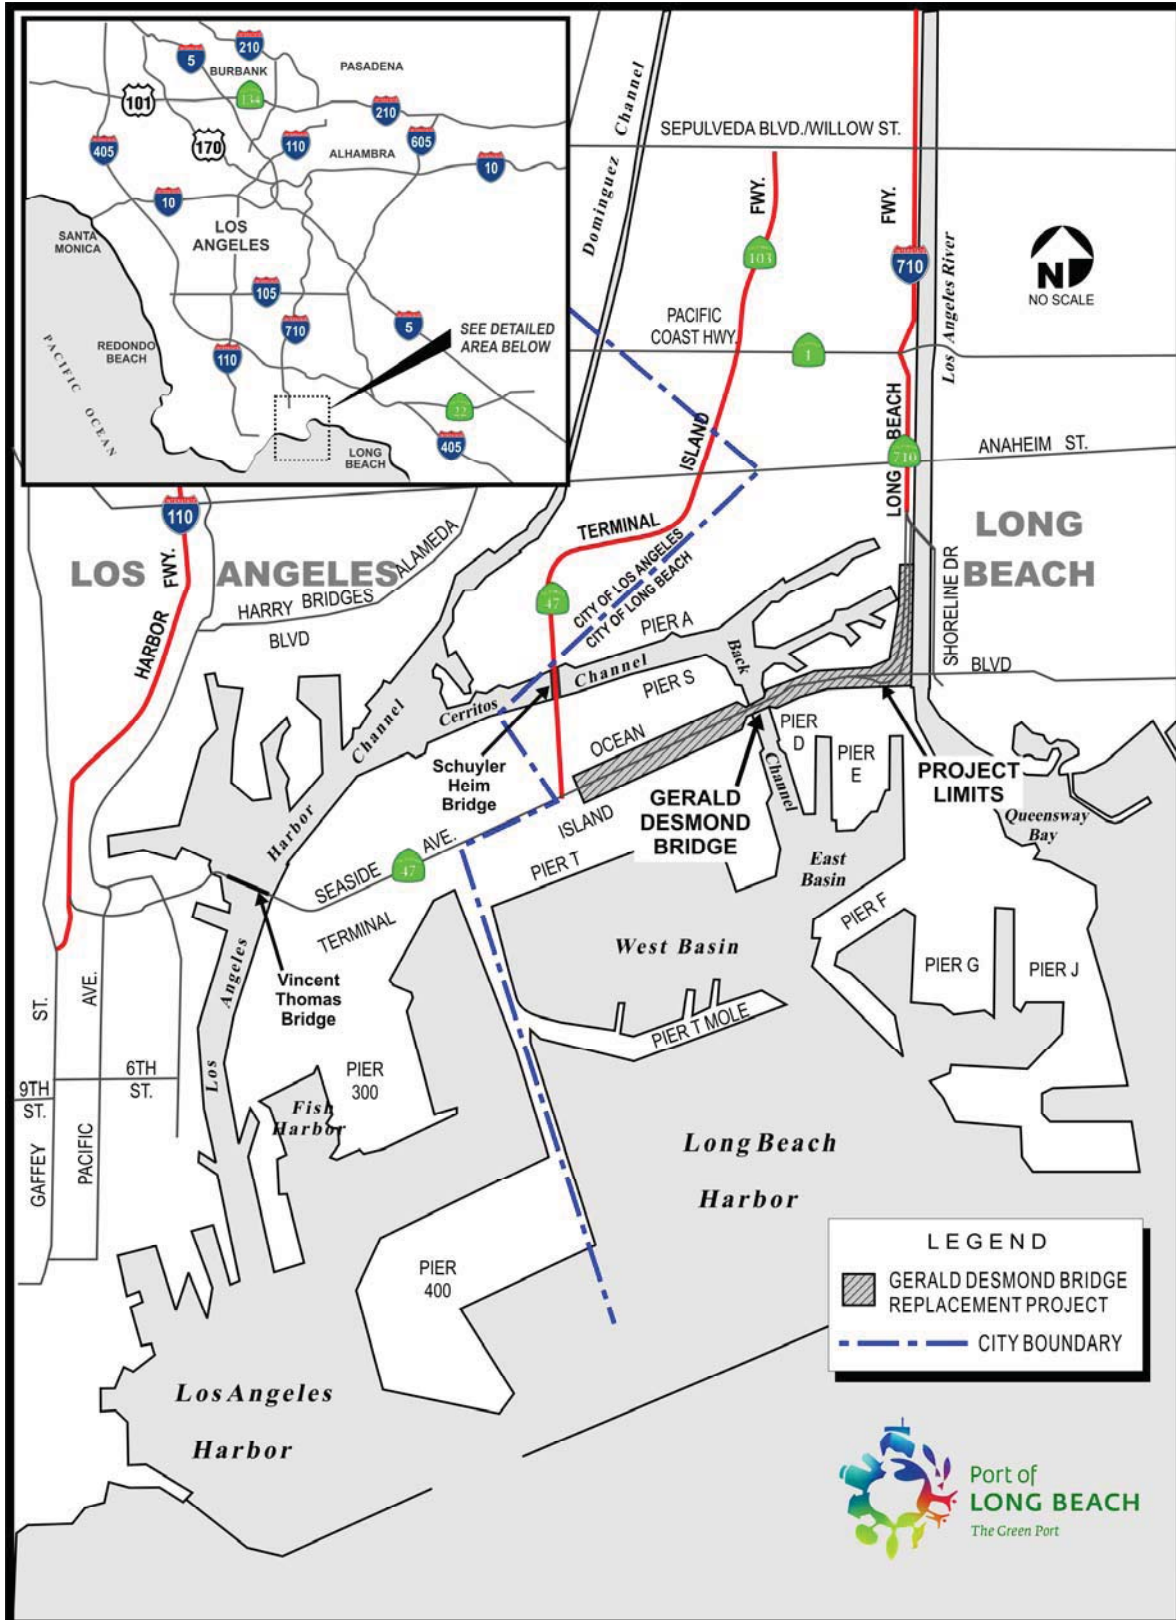 5
210
BURBANK
PASADENA
134
101
210
170
405
110
605
ALHAMBRA
10
10
LOS
ANGELES
SANTA
MONICA
105
710
5
110
REDONDO
BEACH
SEE DETAILED
AREA BELOW
PACIFIC OCEAN
22
405
LONG
BEACH
Dominguez Channel
SEPULVEDA BLVD./WILLOW ST.
FWY.
FWY.
103
710
Los Angeles River
N
NO SCALE
PACIFIC
COAST HWY.
1
ISLAND
LONG BEACH
710
ANAHEIM ST.
110
TERMINAL
LONG
BEACH
LOS ANGELES
FWY.
HARBOR
ALAMEDA
HARRY BRIDGES
BLVD
47
CITY OF LOS ANGELES
CITY OF LONG BEACH
PIER A
SHORELINE DR
BLVD
Back
Channel
Cerritos
Channel
PIER S
OCEAN
PIER
D
PIER
E
Channel
Schuyler
Heim
Bridge
GERALD
DESMOND
BRIDGE
PROJECT
LIMITS
Queensway
Bay
Channel
Harbor
Angeles
Los
SEASIDE AVE.
47
ISLAND
TERMINAL
PIER T
East
Basin
PIER F
West Basin
PIER G
PIER J
Vincent
Thomas
Bridge
PIER T MOLE
ST.
AVE.
6TH
ST.
9TH
ST.
GAFFEY
PACIFIC
PIER
300
Fish
Harbor
Long Beach
Harbor
PIER
400
Los Angeles
Harbor
LEGEND
GERALD DESMOND BRIDGE
REPLACEMENT PROJECT
CITY BOUNDARY
Port of
LONG BEACH
The Green Port